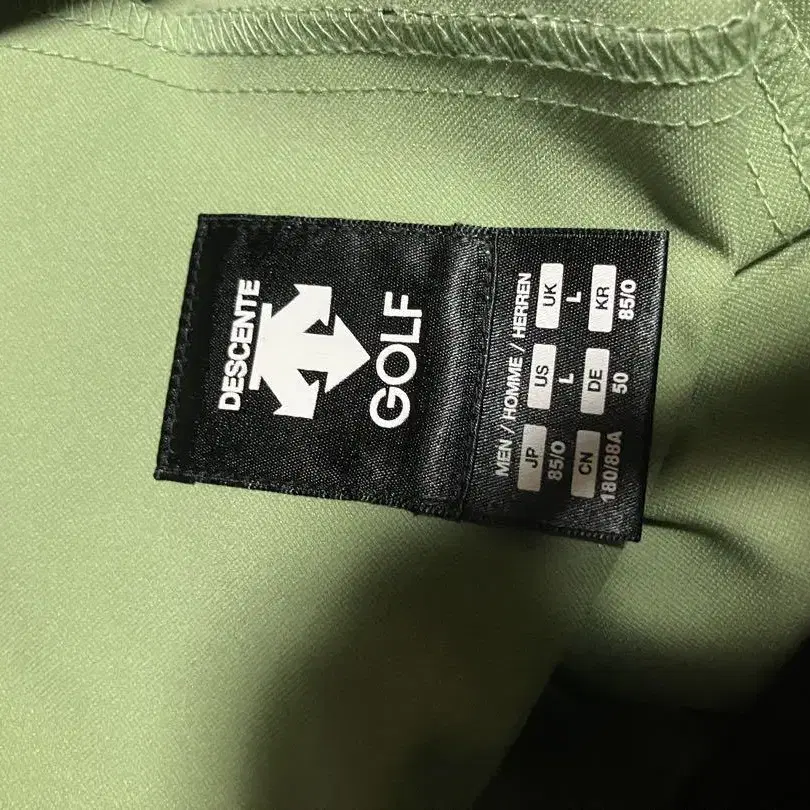 DESCENTE
GOLF
MEN / HOMME / HERREN
JP US UK
85/O L L
CN DE KR
180/88A 50 85/O